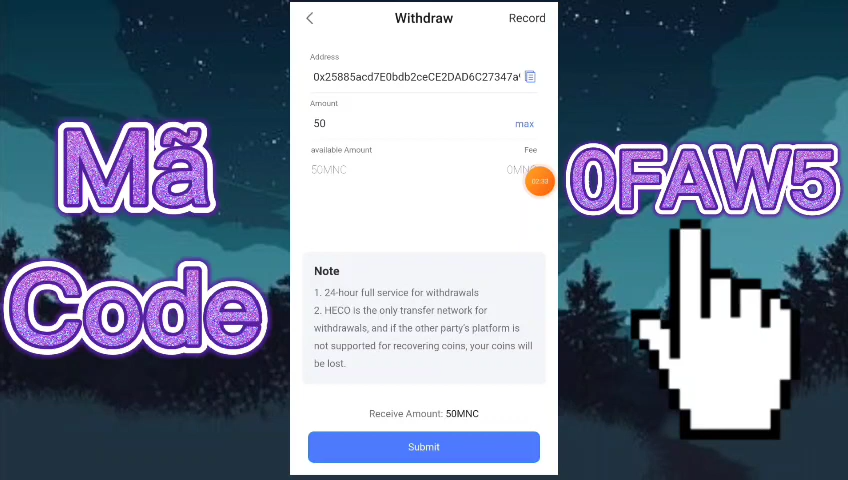 Mã
Code
Withdraw
Record
Address
0x25885acd7E0bdb2ceCE2DAD6C27347a
Amount
50
max
available Amount
Fee
50MNC
0MNC
02:30
Note
1. 24-hour full service for withdrawals
2. HECO is the only transfer network for
withdrawals, and if the other party's platform is
not supported for recovering coins, your coins will
be lost.
Receive Amount: 50MNC
Submit
0FAW5